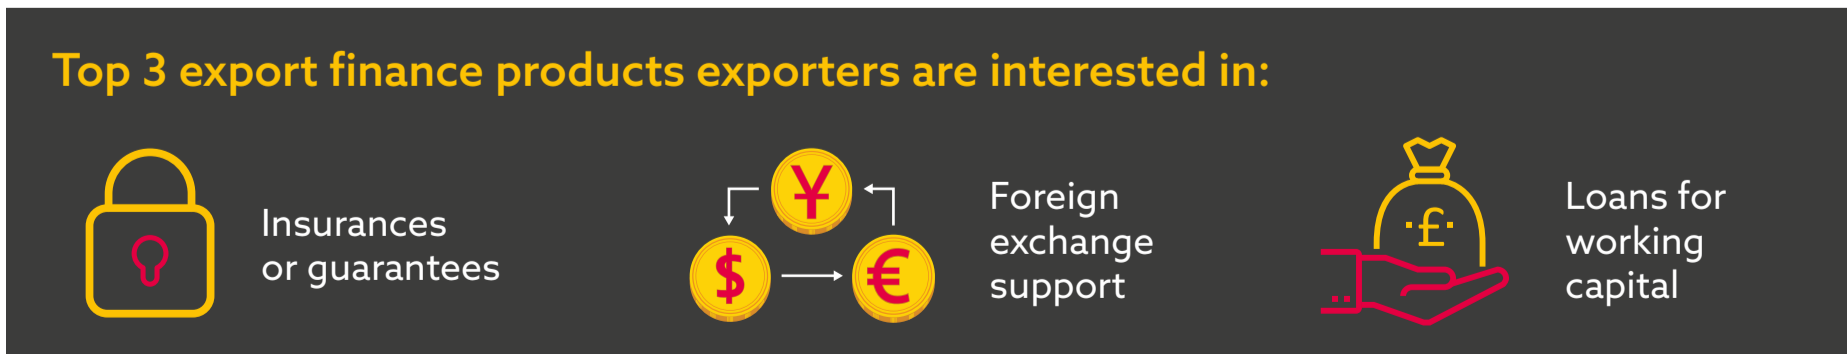 Top 3 export finance products exporters are interested in:
Insurances
or guarantees
¥
$
€
Foreign
exchange
support
£
Loans for
working
capital